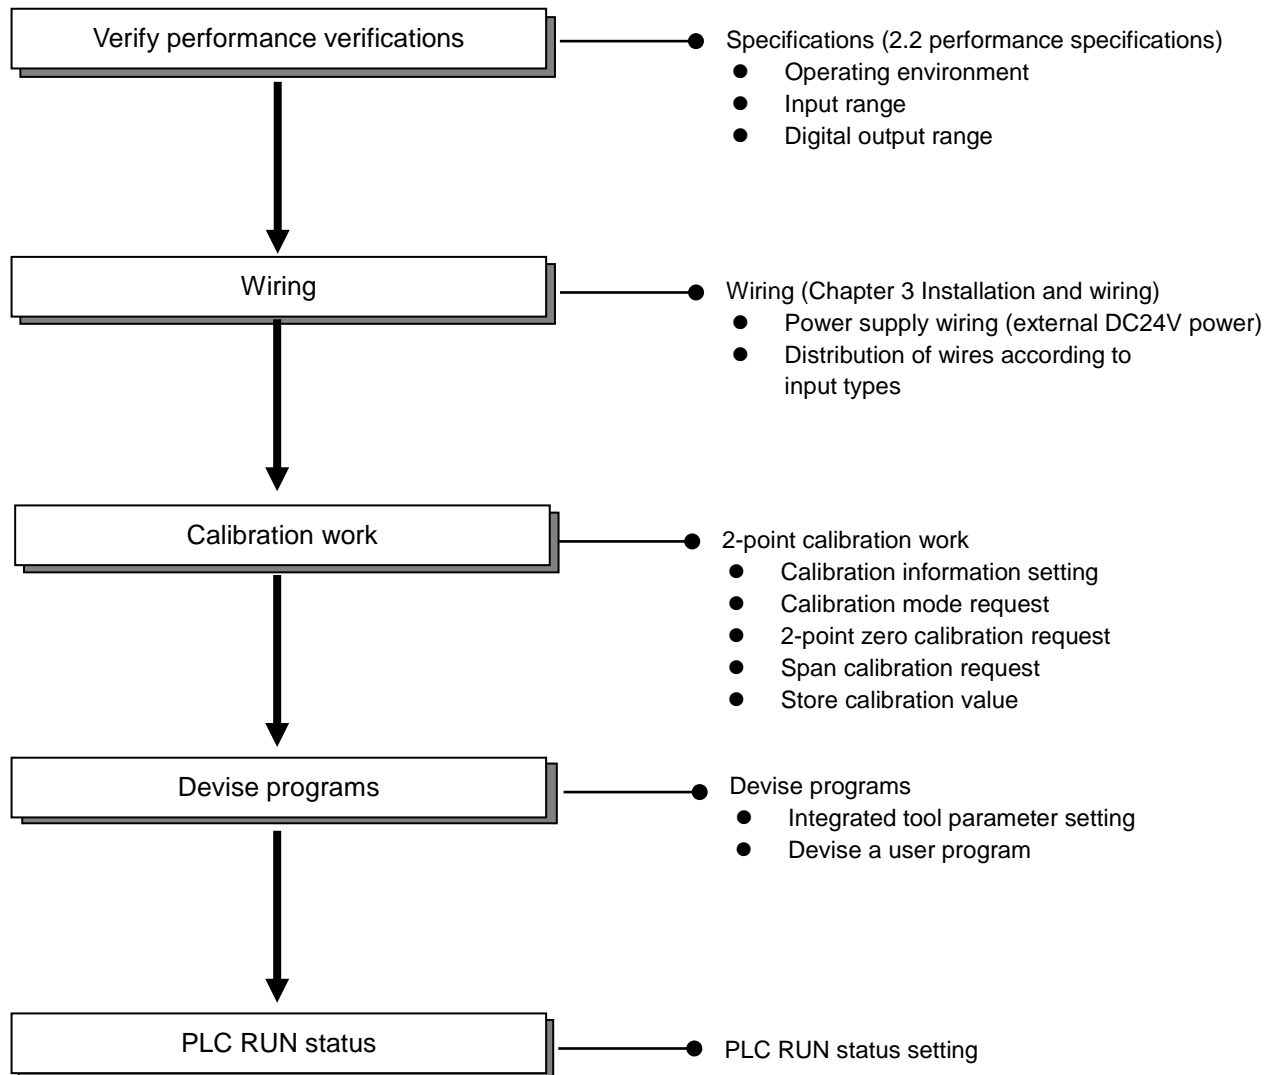 Verify performance verifications
Specifications (2.2 performance specifications)
● Operating environment
● Input range
● Digital output range
Wiring
Wiring (Chapter 3 Installation and wiring)
● Power supply wiring (external DC24V power)
● Distribution of wires according to
input types
Calibration work
2-point calibration work
● Calibration information setting
● Calibration mode request
● 2-point zero calibration request
● Span calibration request
● Store calibration value
Devise programs
Devise programs
● Integrated tool parameter setting
● Devise a user program
PLC RUN status
PLC RUN status setting